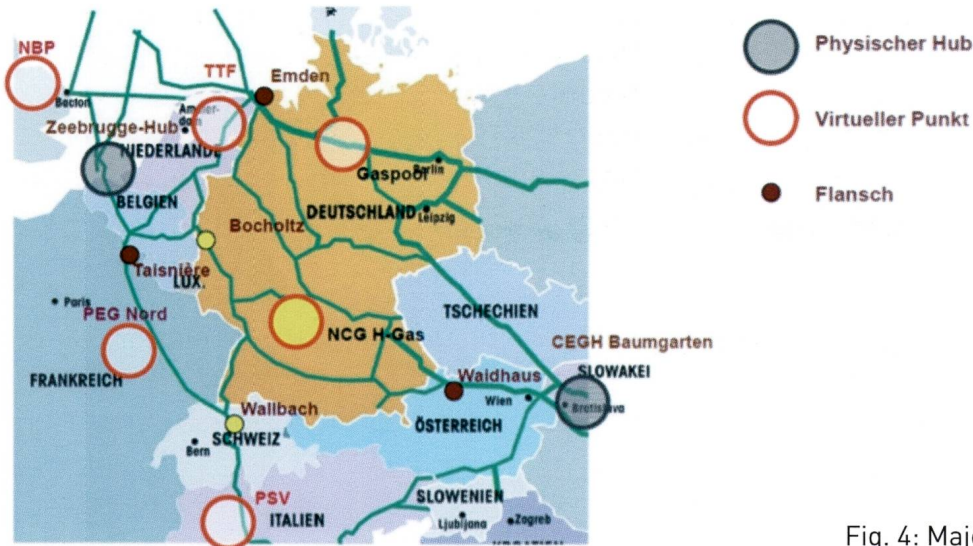 NBP
Bacton
Zeebrugge-Hub
TTF
Emden
NIEDERLANDE
BELGIEN
Gaspool
Berlin
DEUTSCHLAND
Leipzig
Bocholtz
Taisnière
LUX.
Paris
PEG Nord
FRANKREICH
NCG H-Gas
TSCHECHIEN
CEGH Baumgarten
SLOWAKEI
Waidhaus
Wien
Bratislava
ÖSTERREICH
Wallbach
SCHWEIZ
Bern
PSV
ITALIEN
SLOWENIEN
Ljubljana
Zagreb
Physischer Hub
Virtueller Punkt
Flansch